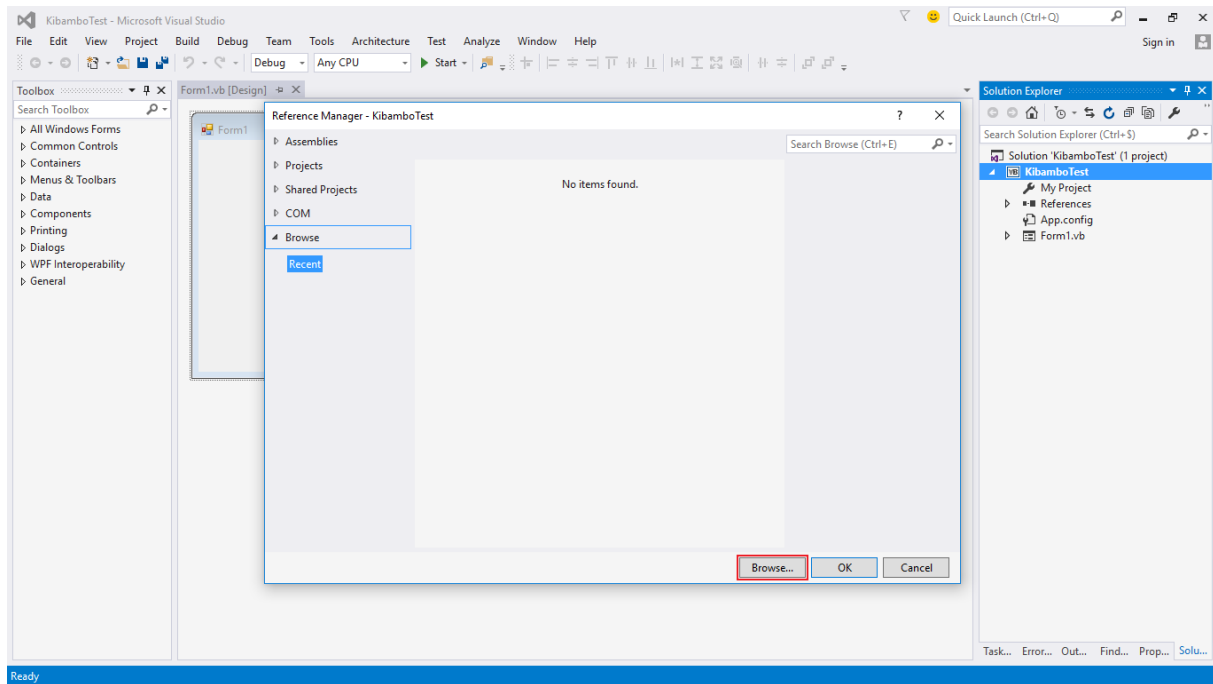 KibamboTest - Microsoft Visual Studio
Quick Launch (Ctrl+Q)
File Edit View Project Build Debug Team Tools Architecture Test Analyze Window Help
Sign in
Debug Any CPU Start
Toolbox
Form1.vb [Design]
Solution Explorer
Search Toolbox
All Windows Forms
Common Controls
Containers
Menus & Toolbars
Data
Components
Printing
Dialogs
WPF Interoperability
General
Form1
Reference Manager - KibamboTest
? 
Assemblies
Projects
Shared Projects
COM
Browse
Recent
Search Browse (Ctrl+E)
No items found.
Browse...
OK
Cancel
Search Solution Explorer (Ctrl+$)
Solution 'KibamboTest' (1 project)
VB KibamboTest
My Project
References
App.config
Form1.vb
Task... Error... Out... Find... Prop... Solu...
Ready